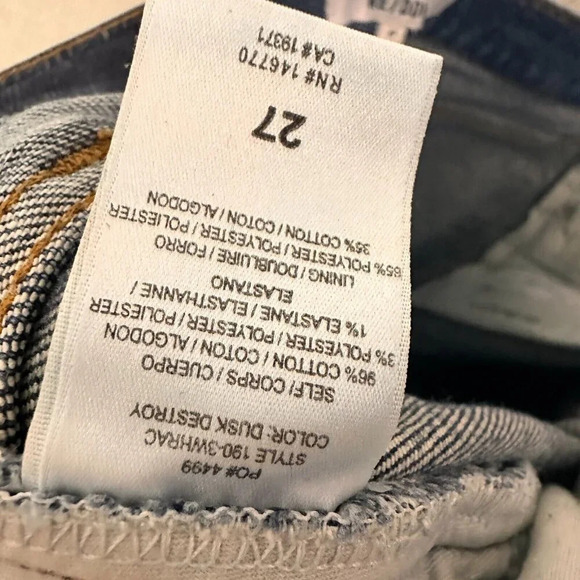 PO# 4499
STYLE 190-3WHRAC
COLOR: DUSK DESTROY
SELF / CORPS / CUERPO
96% COTTON / COTON / ALGODON
3% POLYESTER / POLYESTER / POLIESTER
1% ELASTANE / ELASTHANNE /
ELASTANO
LINING / DOUBLUIRE / FORRO
65% POLYESTER / POLYESTER / POLIESTER
35% COTTON / COTON / ALGODON
27
RN# 146770
CA# 19371